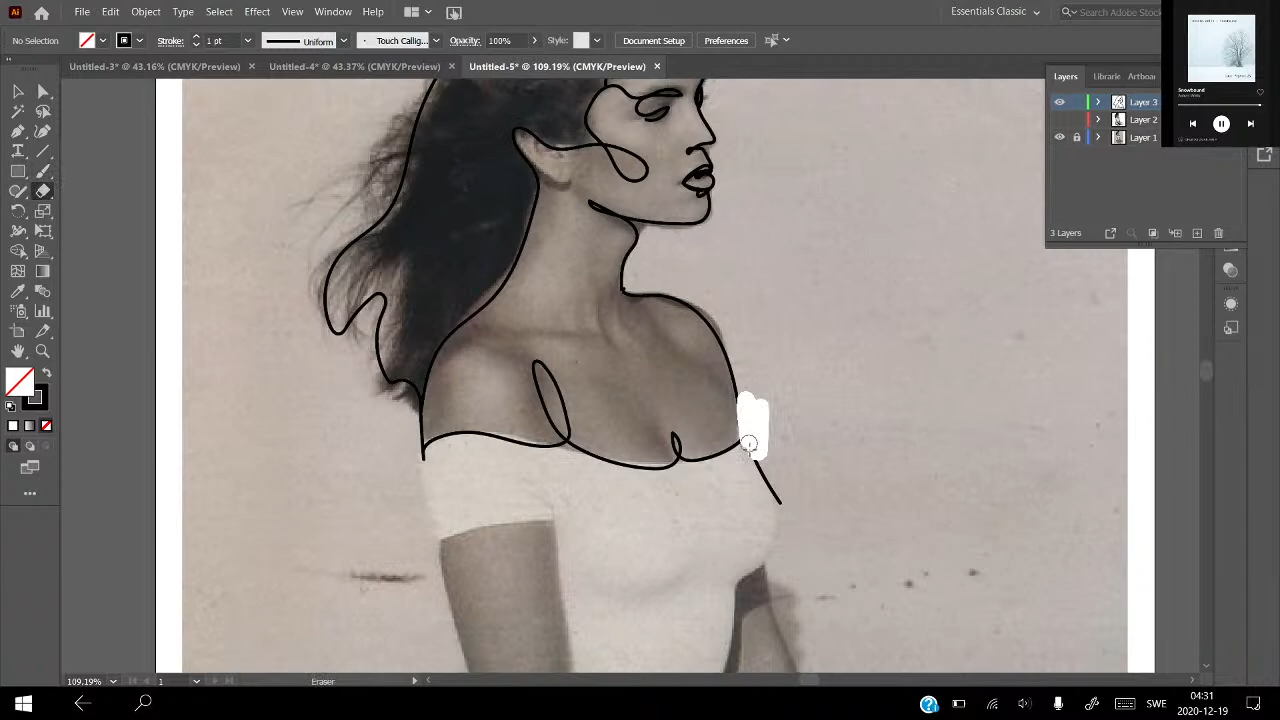 Ai File Edit Object Type Select Effect View Window Help Essentials Classic Search Adobe Stock
No Selection Stroke: 1 pt Uniform Touch Callig... Opacity: 100% Style: Document Setup Preferences
Untitled-3* @ 43.16% (CMYK/Preview) × Untitled-4* @ 43.37% (CMYK/Preview) × Untitled-5* @ 109.19% (CMYK/Preview) ×
Layers Librarie Artboar
Layer 3
Layer 2
Layer 1
3 Layers
Snowbound
109,19% 1 Eraser
SWE
04:31
2020-12-19